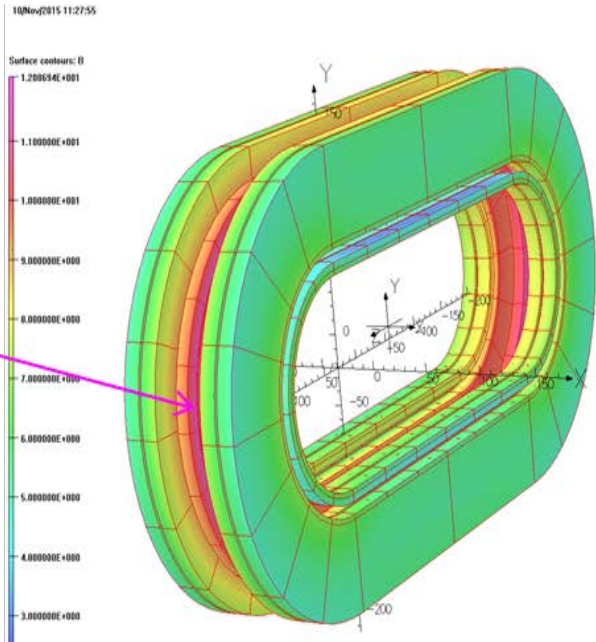 10/Nov/2015 11:27:55
Surface contours: B
1.208694E+001
1.100000E+001
1.000000E+001
9.000000E+000
8.000000E+000
7.000000E+000
6.000000E+000
5.000000E+000
4.000000E+000
3.000000E+000
Y
150
Y
-200
-150
-100
0
+50
50
0
50
100
150
X
100
-50
-200